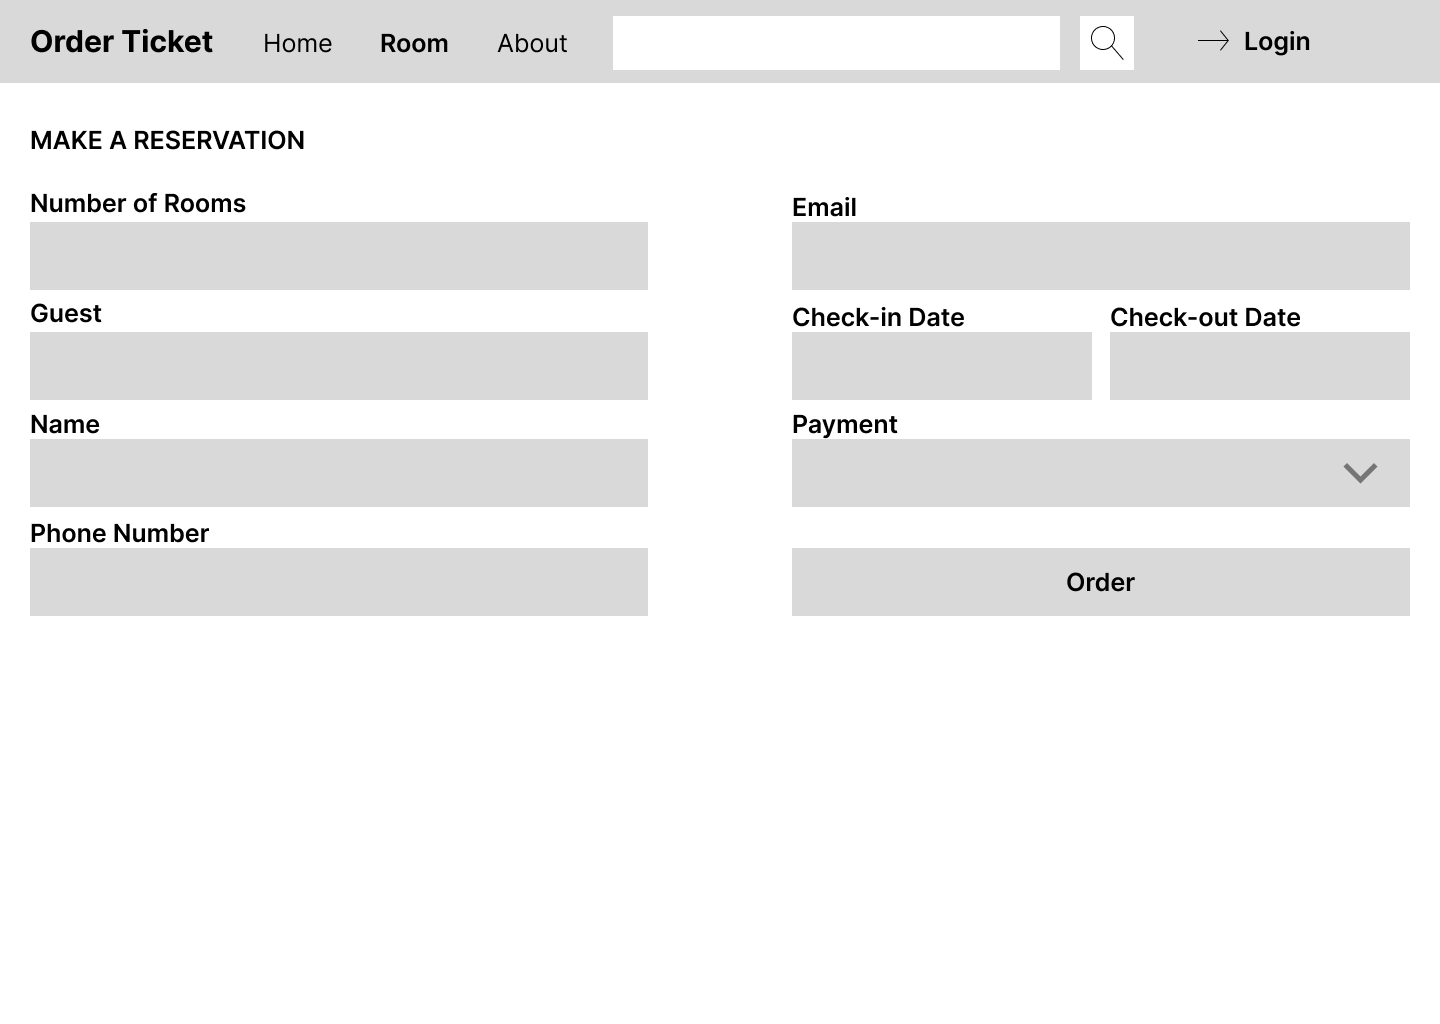 Order Ticket Home Room About Login
MAKE A RESERVATION
Number of Rooms
Guest
Name
Phone Number
Email
Check-in Date Check-out Date
Payment
Order